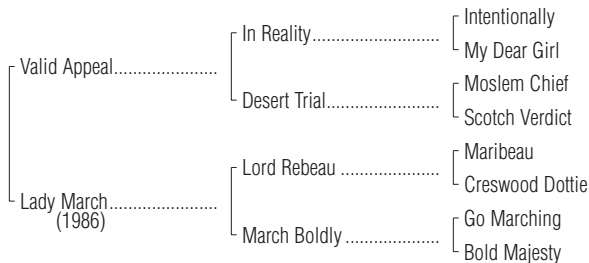 Intentionally
In Reality..............................
My Dear Girl
Valid Appeal........................
Moslem Chief
Desert Trial...........................
Scotch Verdict
Maribeau
Lord Rebeau .......................
Creswood Dottie
Lady March.........................
(1986)
Go Marching
March Boldly ......................
Bold Majesty